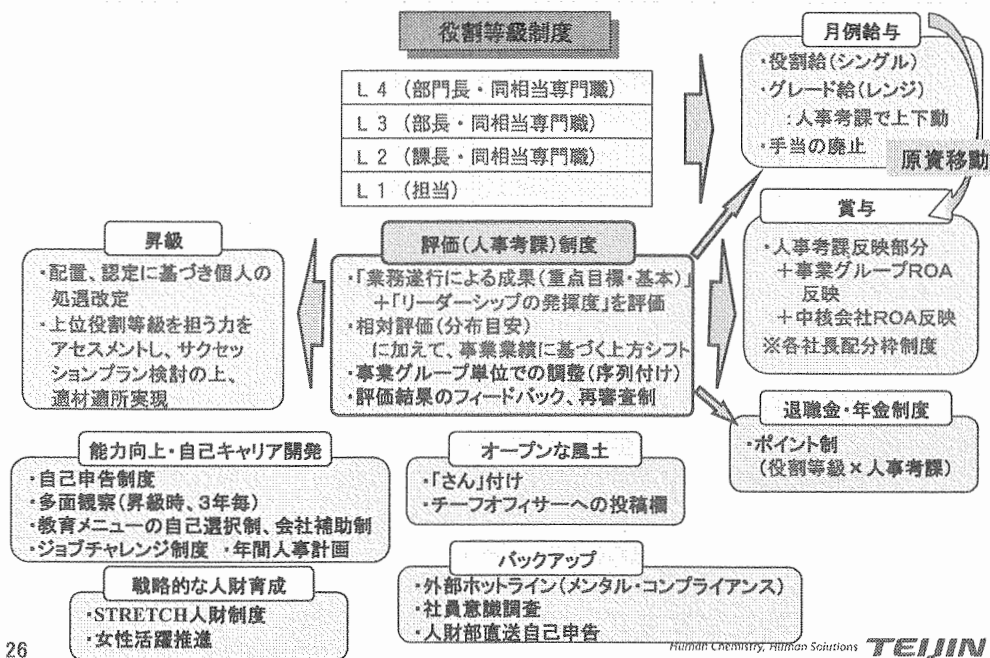 役割等級制度
L 4 (部門長・同相当専門職)
L 3 (部長・同相当専門職)
L 2 (課長・同相当専門職)
L 1 (担当)
月例給与
・役割給(シングル)
・グレード給(レンジ)
:人事考課で上下動
・手当の廃止
原資移動
賞与
・人事考課反映部分
＋事業グループROA
反映
＋中核会社ROA反映
※各社長配分枠制度
昇級
・配置、認定に基づき個人の
処遇改定
・上位役割等級を担う力を
アセスメントし、サクセッ
ションプラン検討の上、
適材適所実現
評価(人事考課)制度
・「業務遂行による成果(重点目標・基本)」
＋「リーダーシップの発揮度」を評価
・相対評価(分布目安)
に加えて、事業業績に基づく上方シフト
・事業グループ単位での調整(序列付け)
・評価結果のフィードバック、再審査制
退職金・年金制度
・ポイント制
(役割等級×人事考課)
能力向上・自己キャリア開発
・自己申告制度
・多面観察(昇級時、3年毎)
・教育メニューの自己選択制、会社補助制
・ジョブチャレンジ制度 ・年間人事計画
オープンな風土
・「さん」付け
・チーフオフィサーへの投稿欄
戦略的な人財育成
・STRETCH人財制度
・女性活躍推進
バックアップ
・外部ホットライン(メンタル・コンプライアンス)
・社員意識調査
・人財部直送自己申告
26
Human Chemistry, Human Solutions TEIJIN